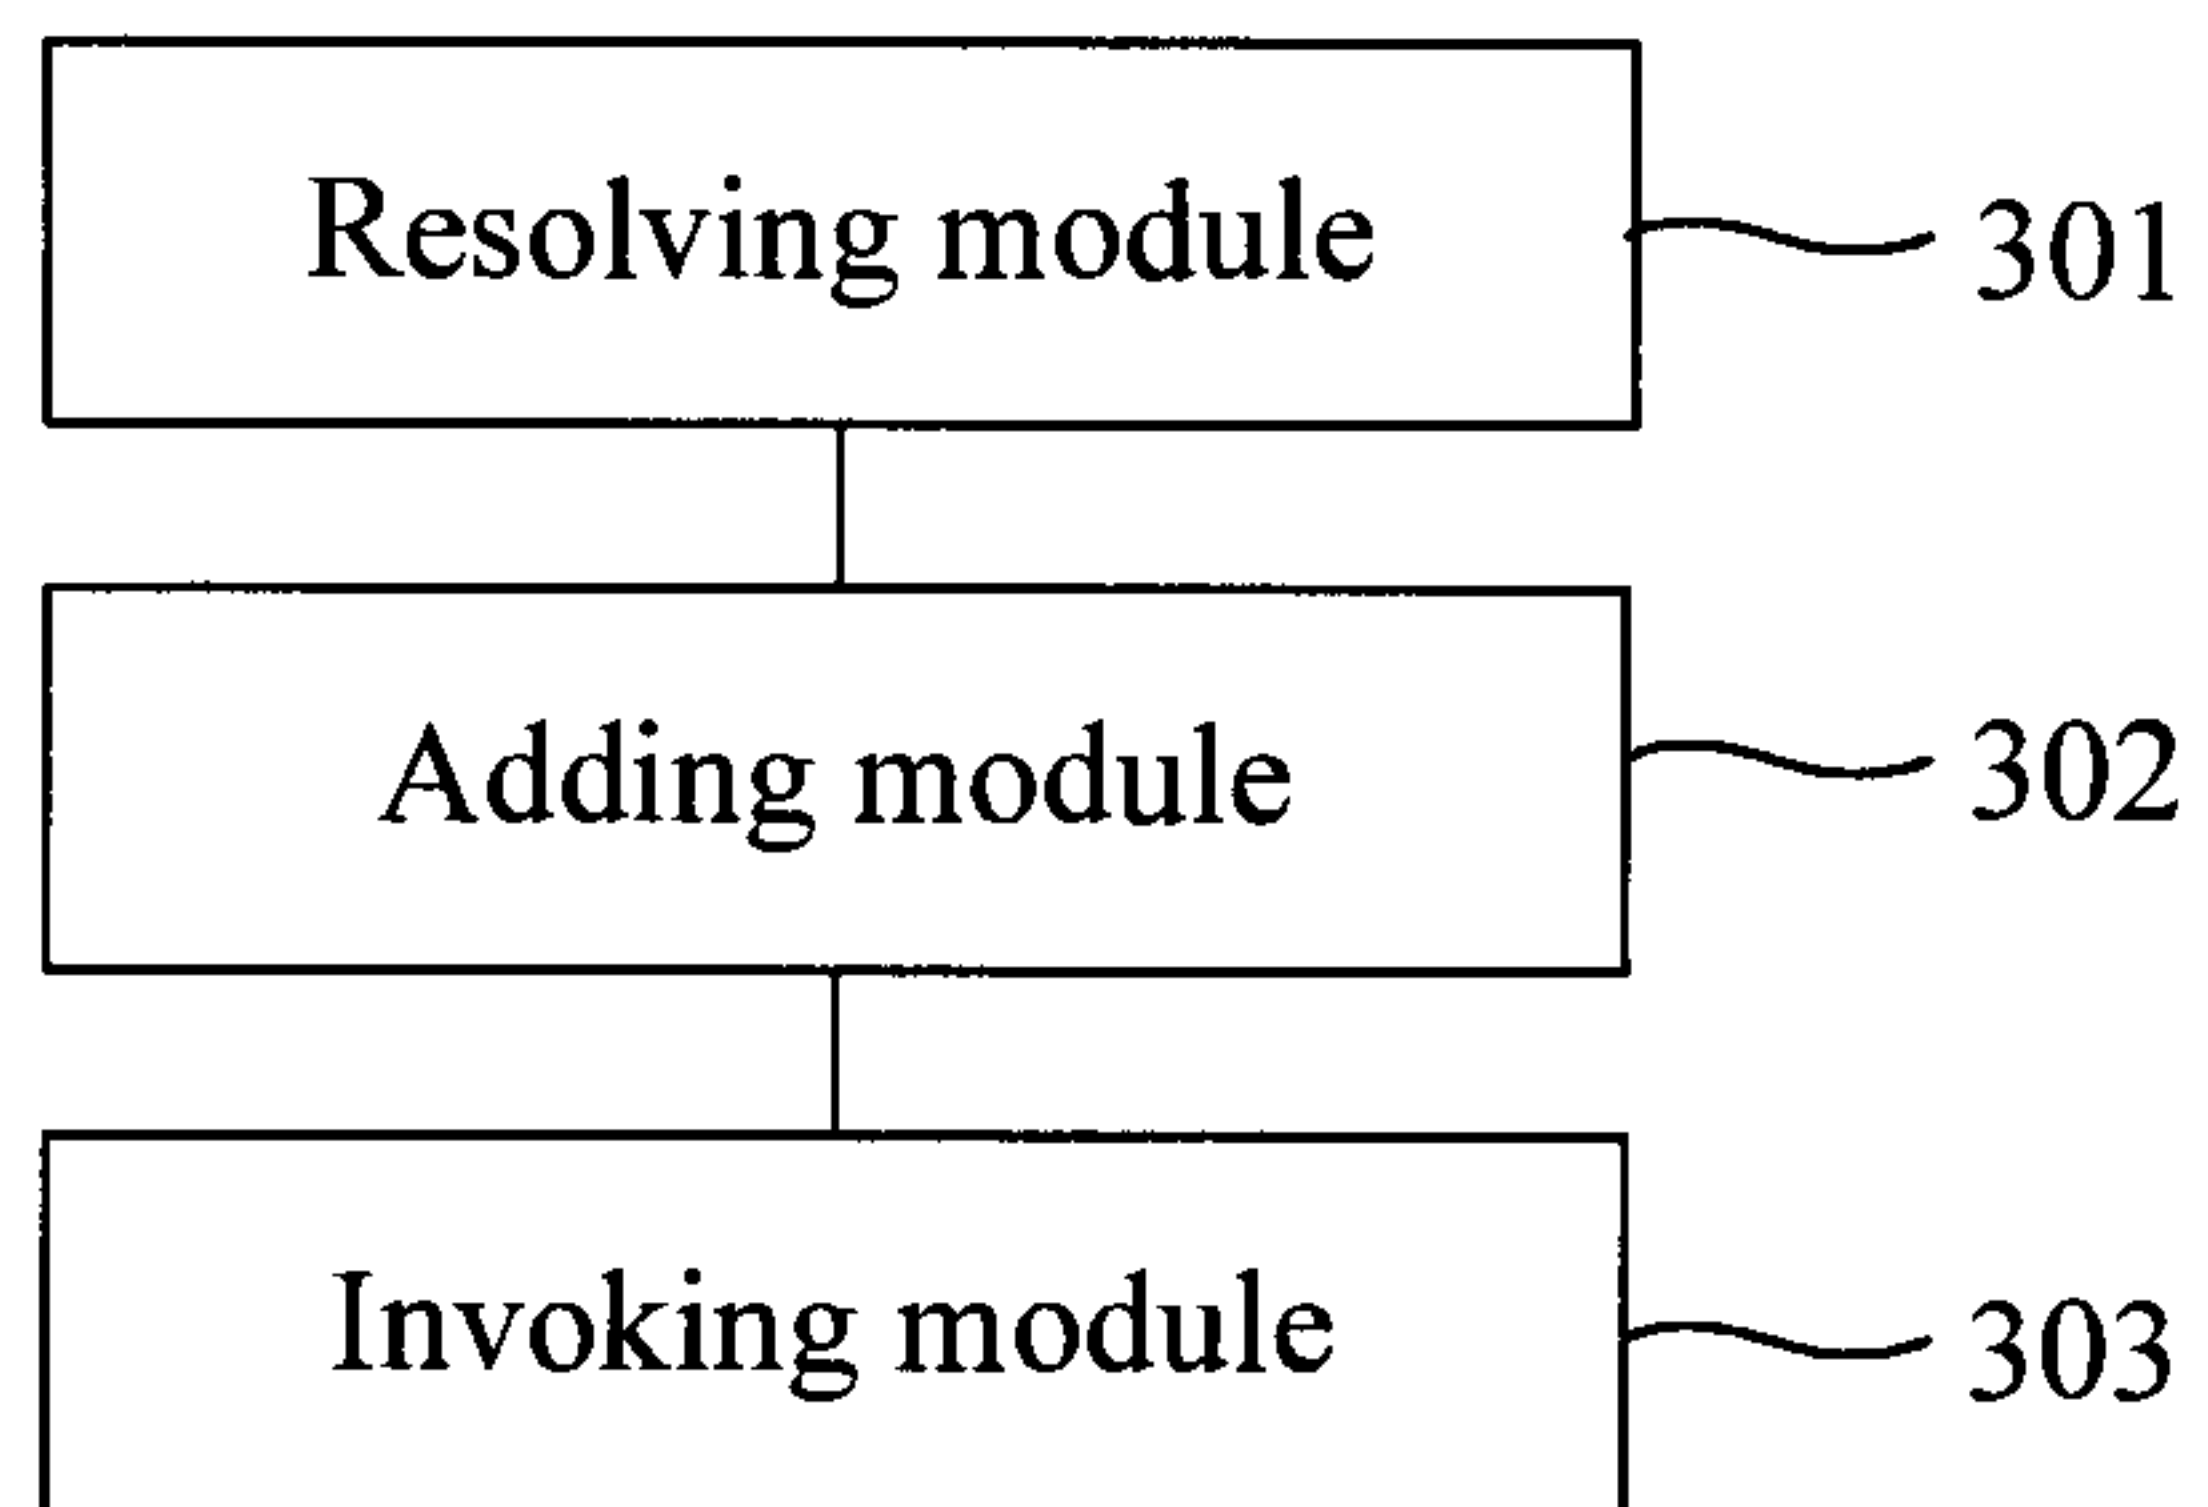 Resolving module
301
Adding module
302
Invoking module
303